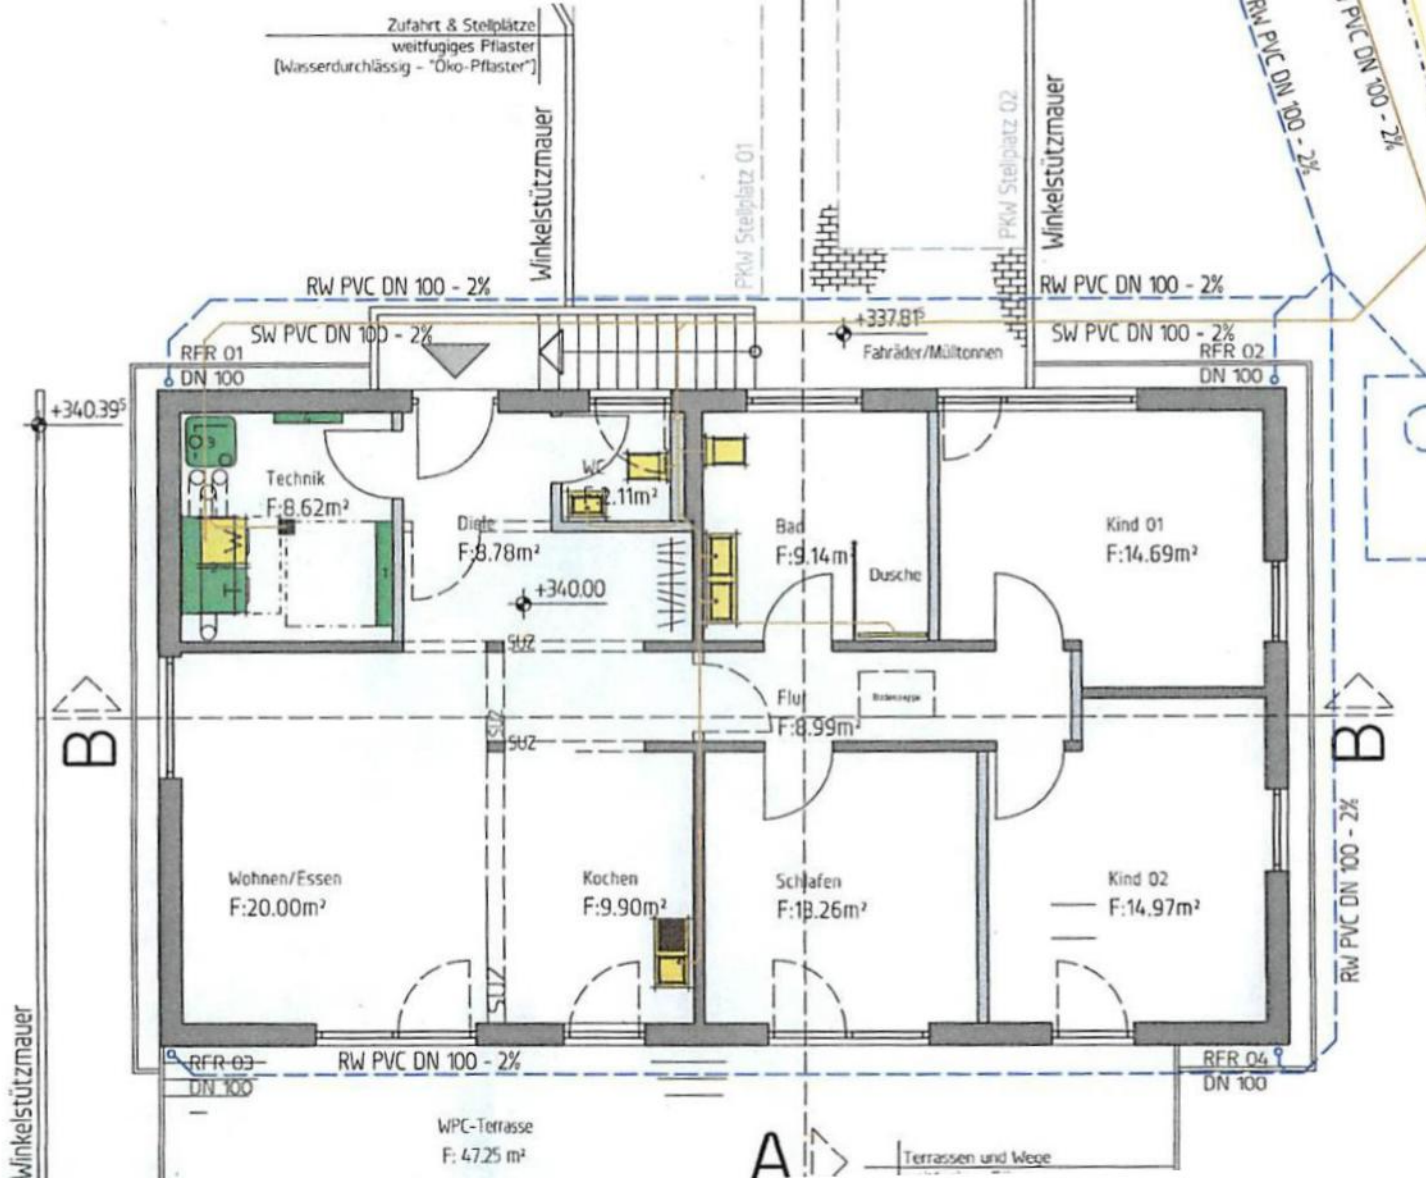 Zufahrt & Stellplätze
weitfugiges Pflaster
(Wasserdurchlässig - "Öko-Pflaster")
Winkelstützmauer
PKW Stellplatz 01
PKW Stellplatz 02
Winkelstützmauer
RW PVC DN 100 - 2%
PVC DN 100 - 2%
RW PVC DN 100 - 2%
RW PVC DN 100 - 2%
SW PVC DN 100 - 2%
+337.81⁵
Fahrräder/Mülltonnen
SW PVC DN 100 - 2%
RFR 01
DN 100
RFR 02
DN 100
+340.39⁵
Technik
F:8.62m²
W
T
Diele
F:8.78m²
WC
F:2.11m²
Bad
F:9.14m²
Dusche
Kind 01
F:14.69m²
+340.00
SUZ
SUZ
SUZ
SUZ
Flur
F:8.99m²
B
B
Wohnen/Essen
F:20.00m²
Kochen
F:9.90m²
Schlafen
F:13.26m²
Kind 02
F:14.97m²
RW PVC DN 100 - 2%
Winkelstützmauer
RFR 03
DN 100
RW PVC DN 100 - 2%
RFR 04
DN 100
WPC-Terrasse
F: 47.25 m²
A
Terrassen und Wege